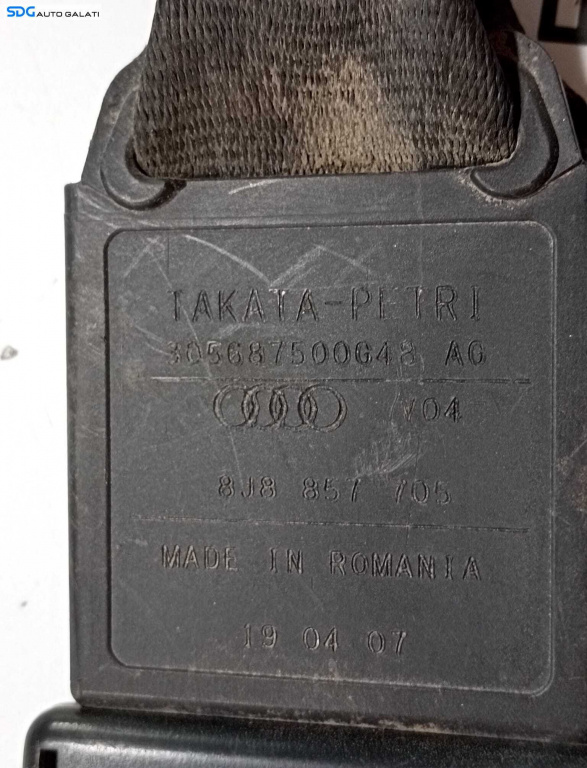 SDG AUTO GALATI
TAKATA-PETRI
305687500G48 AG
V04
8J8 857 705
MADE IN ROMANIA
19 04 07